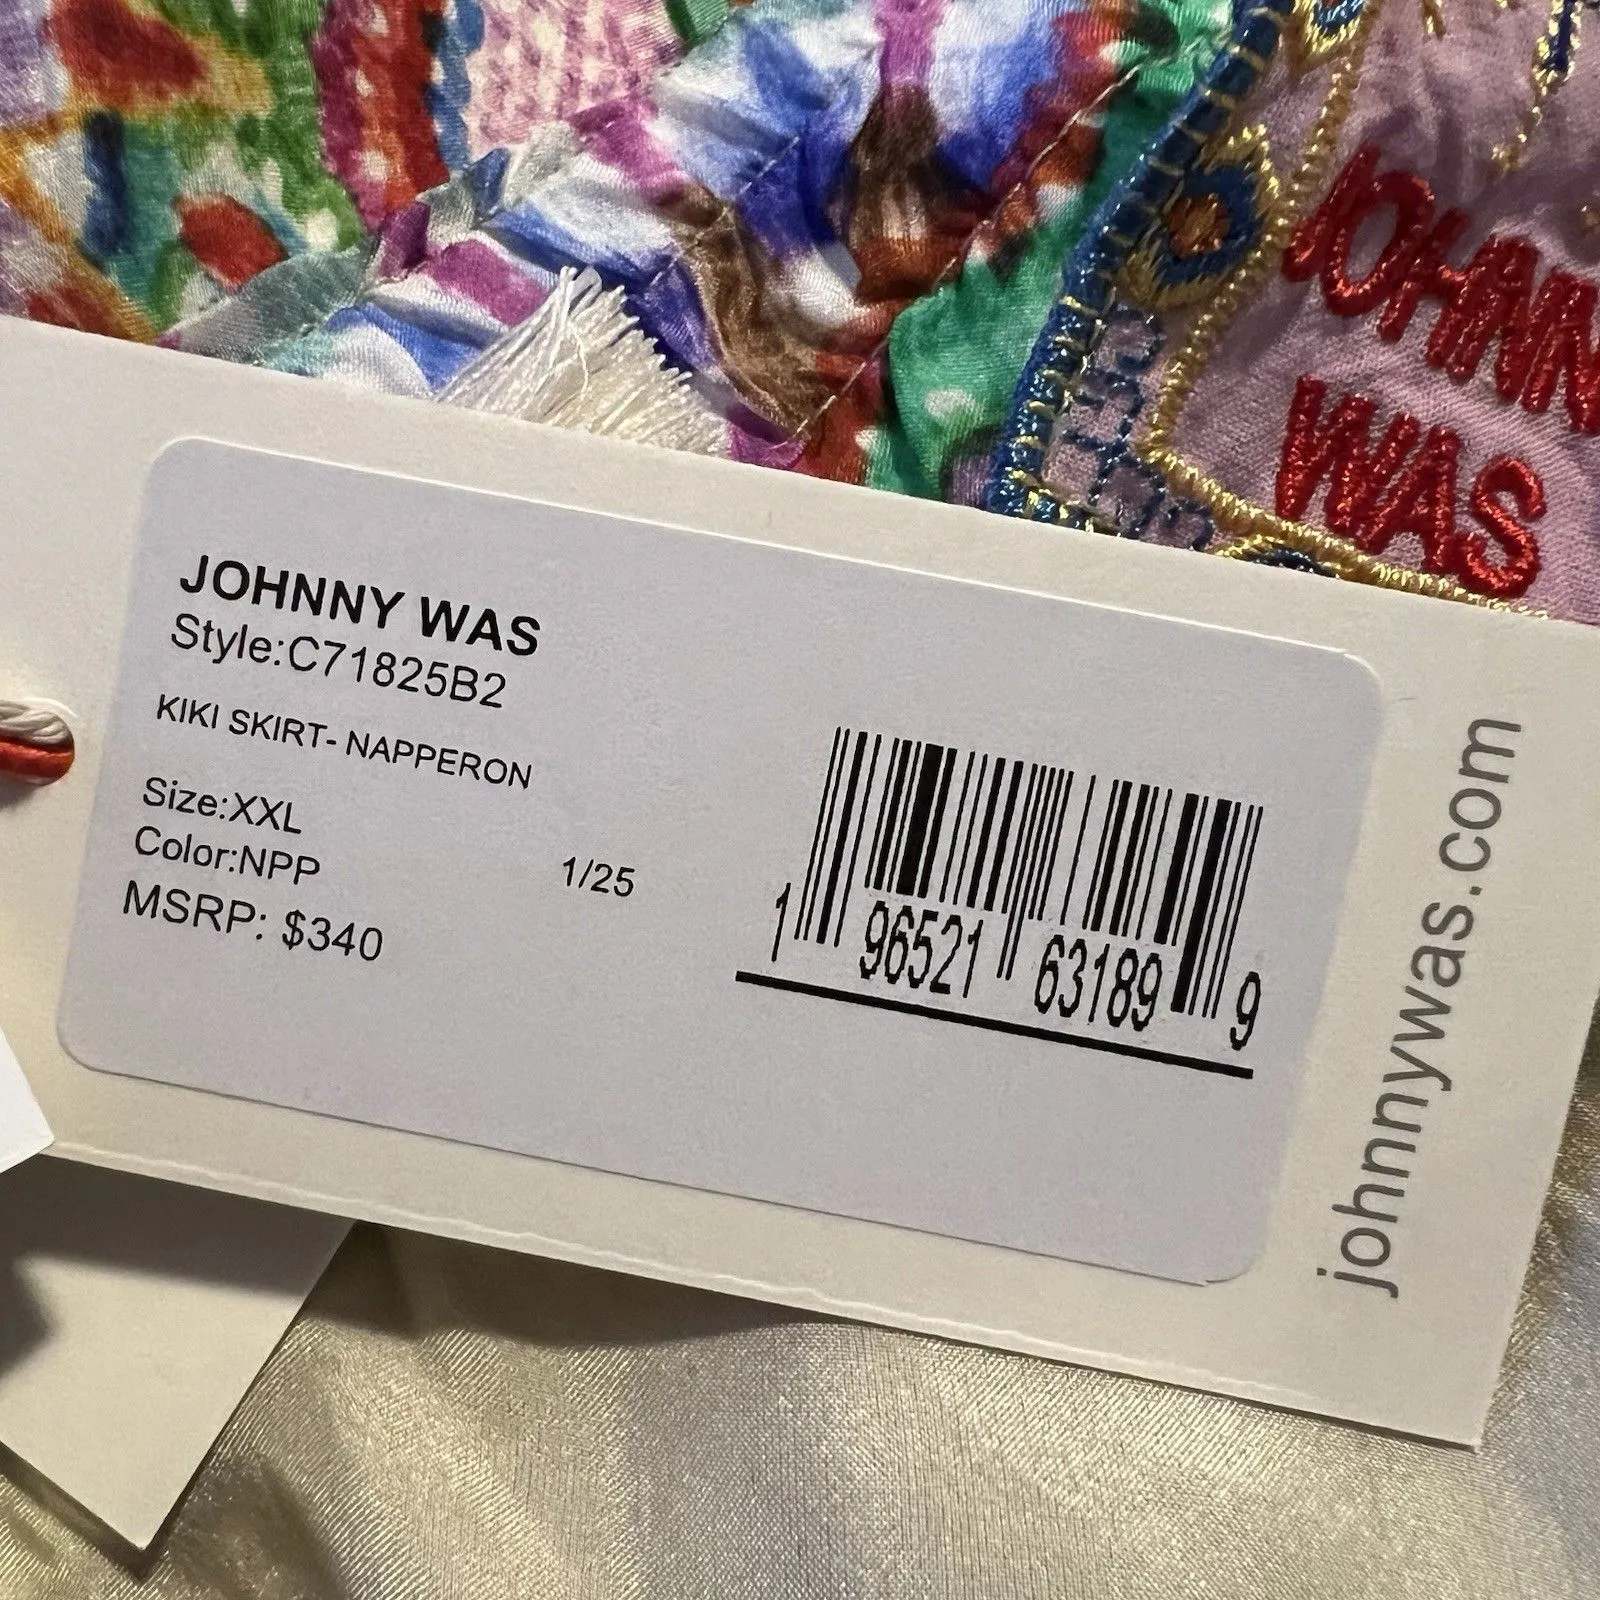 JOHNNY
WAS
JOHNNY WAS
Style:C71825B2
KIKI SKIRT- NAPPERON
Size:XXL
Color:NPP
1/25
MSRP: $340
1 96521 63189 9
johnnywas.com